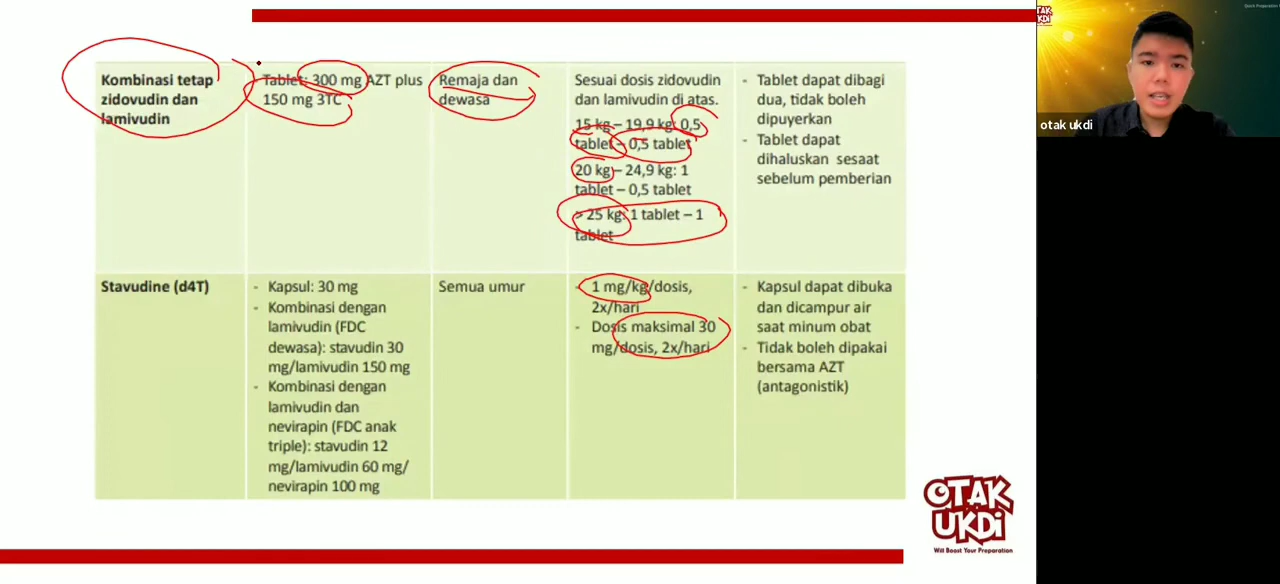 OTAK
UKDI
otak ukdi
Kombinasi tetap
zidovudin dan
lamivudin
Tablet: 300 mg AZT plus
150 mg 3TC
Remaja dan
dewasa
Sesuai dosis zidovudin
dan lamivudin di atas.
15 kg – 19,9 kg: 0,5
tablet – 0,5 tablet
20 kg – 24,9 kg: 1
tablet – 0,5 tablet
> 25 kg: 1 tablet – 1
tablet
- Tablet dapat dibagi
dua, tidak boleh
dipuyerkan
- Tablet dapat
dihaluskan sesaat
sebelum pemberian
Stavudine (d4T)
- Kapsul: 30 mg
- Kombinasi dengan
lamivudin (FDC
dewasa): stavudin 30
mg/lamivudin 150 mg
- Kombinasi dengan
lamivudin dan
nevirapin (FDC anak
triple): stavudin 12
mg/lamivudin 60 mg/
nevirapin 100 mg
Semua umur
- 1 mg/kg/dosis,
2x/hari
- Dosis maksimal 30
mg/dosis, 2x/hari
- Kapsul dapat dibuka
dan dicampur air
saat minum obat
- Tidak boleh dipakai
bersama AZT
(antagonistik)
OTAK
UKDi
Will Boost Your Preparation